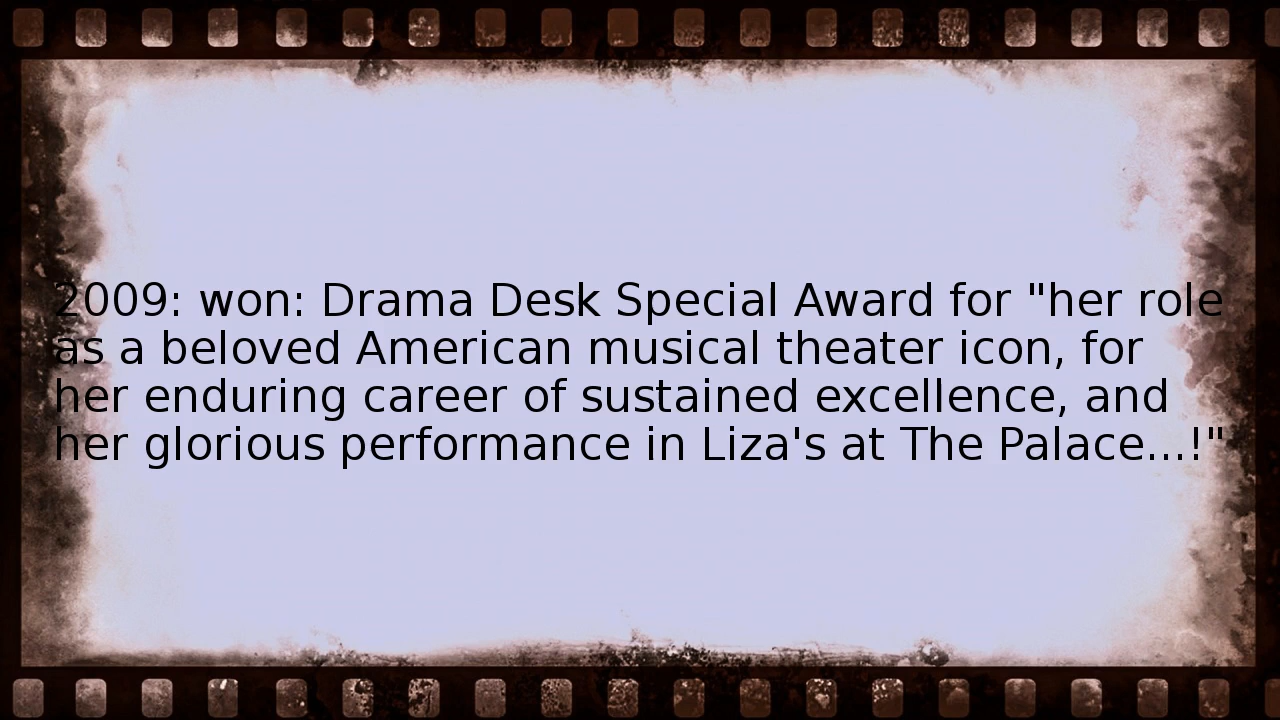 2009: won: Drama Desk Special Award for "her role
as a beloved American musical theater icon, for
her enduring career of sustained excellence, and
her glorious performance in Liza's at The Palace...!"